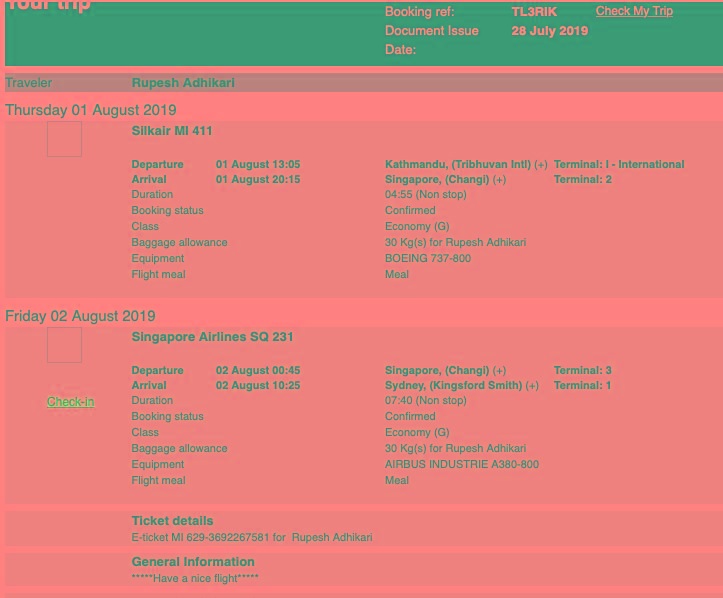 Your trip
Booking ref: TL3RIK Check My Trip
Document Issue Date: 28 July 2019
Traveler Rupesh Adhikari
Thursday 01 August 2019
Silkair MI 411
Departure 01 August 13:05 Kathmandu, (Tribhuvan Intl) (+) Terminal: I - International
Arrival 01 August 20:15 Singapore, (Changi) (+) Terminal: 2
Duration 04:55 (Non stop)
Booking status Confirmed
Class Economy (G)
Baggage allowance 30 Kg(s) for Rupesh Adhikari
Equipment BOEING 737-800
Flight meal Meal
Friday 02 August 2019
Singapore Airlines SQ 231
Departure 02 August 00:45 Singapore, (Changi) (+) Terminal: 3
Arrival 02 August 10:25 Sydney, (Kingsford Smith) (+) Terminal: 1
Check-in
Duration 07:40 (Non stop)
Booking status Confirmed
Class Economy (G)
Baggage allowance 30 Kg(s) for Rupesh Adhikari
Equipment AIRBUS INDUSTRIE A380-800
Flight meal Meal
Ticket details
E-ticket MI 629-3692267581 for Rupesh Adhikari
General Information
*****Have a nice flight*****